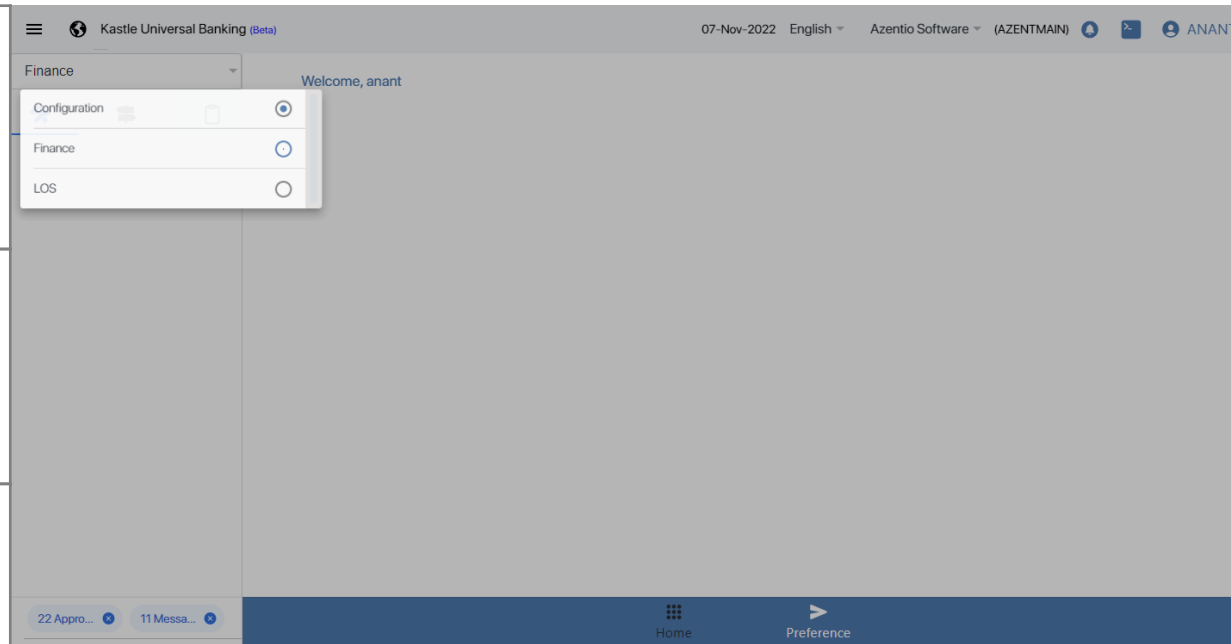 Kastle Universal Banking (Beta) 07-Nov-2022 English Azentio Software (AZENTMAIN) ANANT
Finance
Welcome, anant
Configuration
Finance
LOS
22 Appro... 11 Messa...
Home Preference